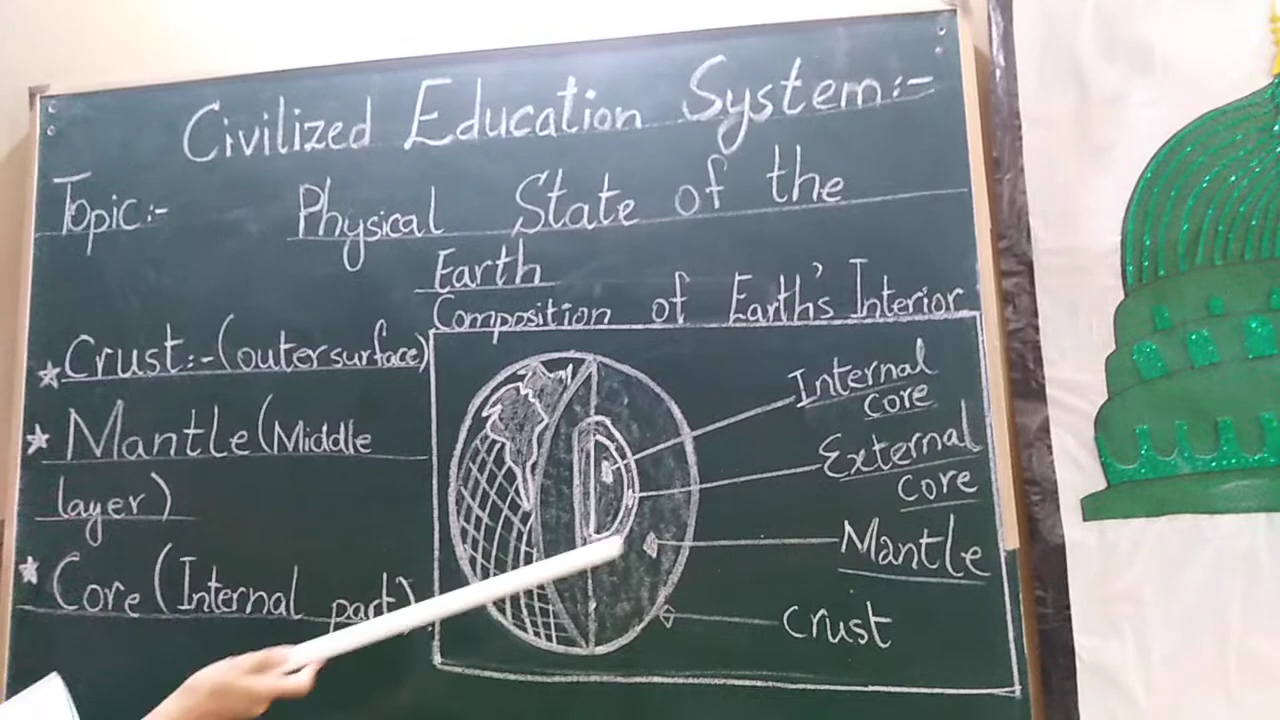 Civilized Education System:-
Topic:- Physical State of the
Earth
Composition of Earth's Interior
★ Crust:-(outer surface)
★ Mantle (Middle
layer)
★ Core (Internal part)
Internal
core
External
core
Mantle
crust